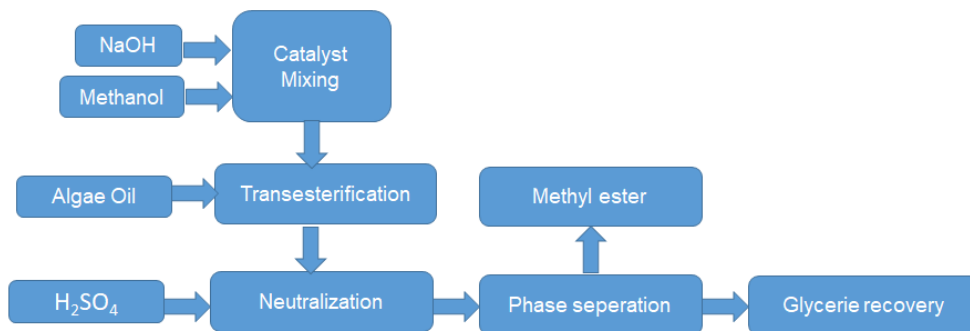 NaOH
Catalyst
Mixing
Methanol
Algae Oil
Transesterification
Methyl ester
H₂SO₄
Neutralization
Phase seperation
Glycerie recovery